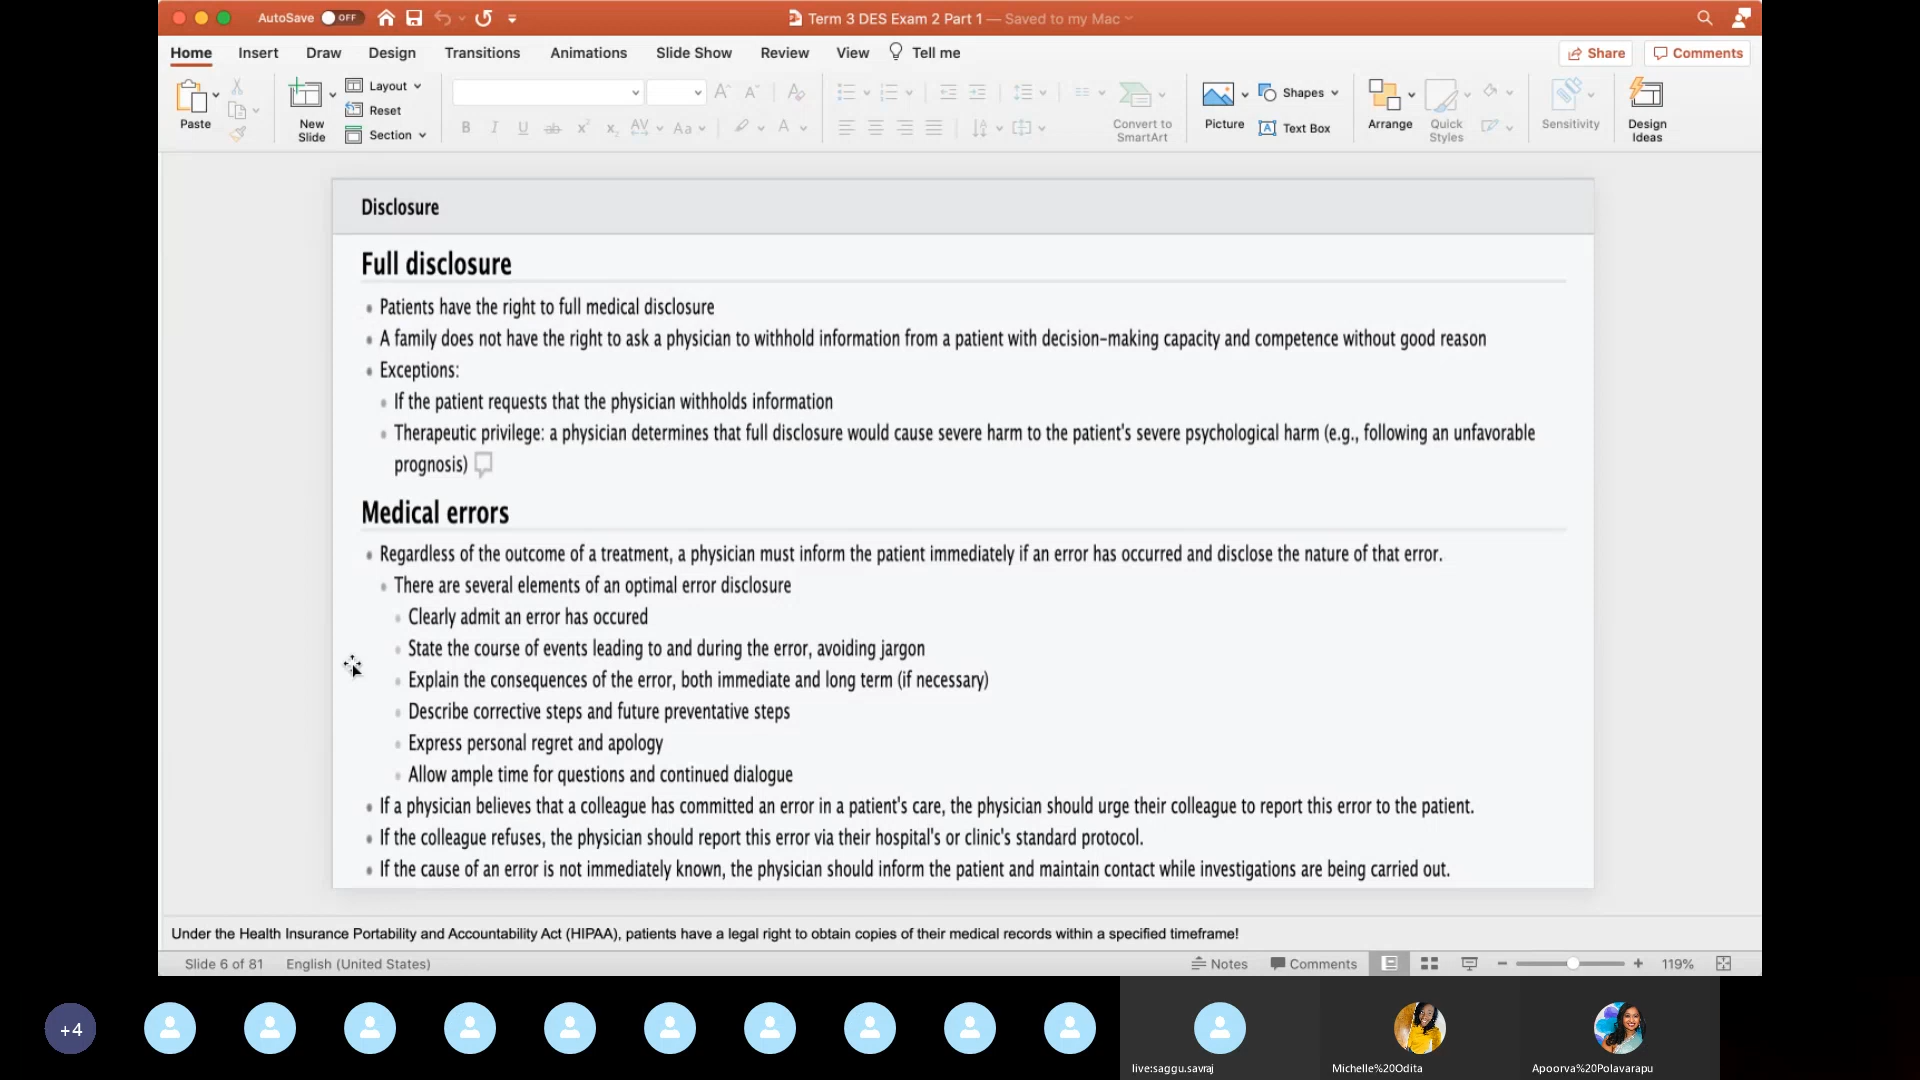 AutoSave OFF
Term 3 DES Exam 2 Part 1 — Saved to my Mac
Home Insert Draw Design Transitions Animations Slide Show Review View Tell me
Share Comments
Paste
New Slide
Layout
Reset
Section
Convert to SmartArt
Picture
Shapes
Text Box
Arrange
Quick Styles
Sensitivity
Design Ideas
Disclosure
Full disclosure
Patients have the right to full medical disclosure
A family does not have the right to ask a physician to withhold information from a patient with decision-making capacity and competence without good reason
Exceptions:
If the patient requests that the physician withholds information
Therapeutic privilege: a physician determines that full disclosure would cause severe harm to the patient's severe psychological harm (e.g., following an unfavorable
prognosis)
Medical errors
Regardless of the outcome of a treatment, a physician must inform the patient immediately if an error has occurred and disclose the nature of that error.
There are several elements of an optimal error disclosure
Clearly admit an error has occured
State the course of events leading to and during the error, avoiding jargon
Explain the consequences of the error, both immediate and long term (if necessary)
Describe corrective steps and future preventative steps
Express personal regret and apology
Allow ample time for questions and continued dialogue
If a physician believes that a colleague has committed an error in a patient's care, the physician should urge their colleague to report this error to the patient.
If the colleague refuses, the physician should report this error via their hospital's or clinic's standard protocol.
If the cause of an error is not immediately known, the physician should inform the patient and maintain contact while investigations are being carried out.
Under the Health Insurance Portability and Accountability Act (HIPAA), patients have a legal right to obtain copies of their medical records within a specified timeframe!
Slide 6 of 81 English (United States) Notes Comments 119%
+4
live:saggu.savraj
Michelle%20Odita
Apoorva%20Polavarapu